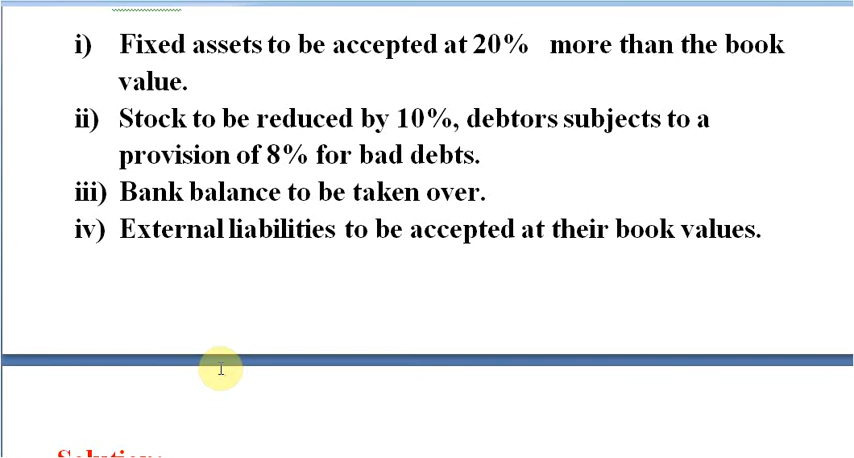 i) Fixed assets to be accepted at 20% more than the book
value.
ii) Stock to be reduced by 10%, debtors subjects to a
provision of 8% for bad debts.
iii) Bank balance to be taken over.
iv) External liabilities to be accepted at their book values.